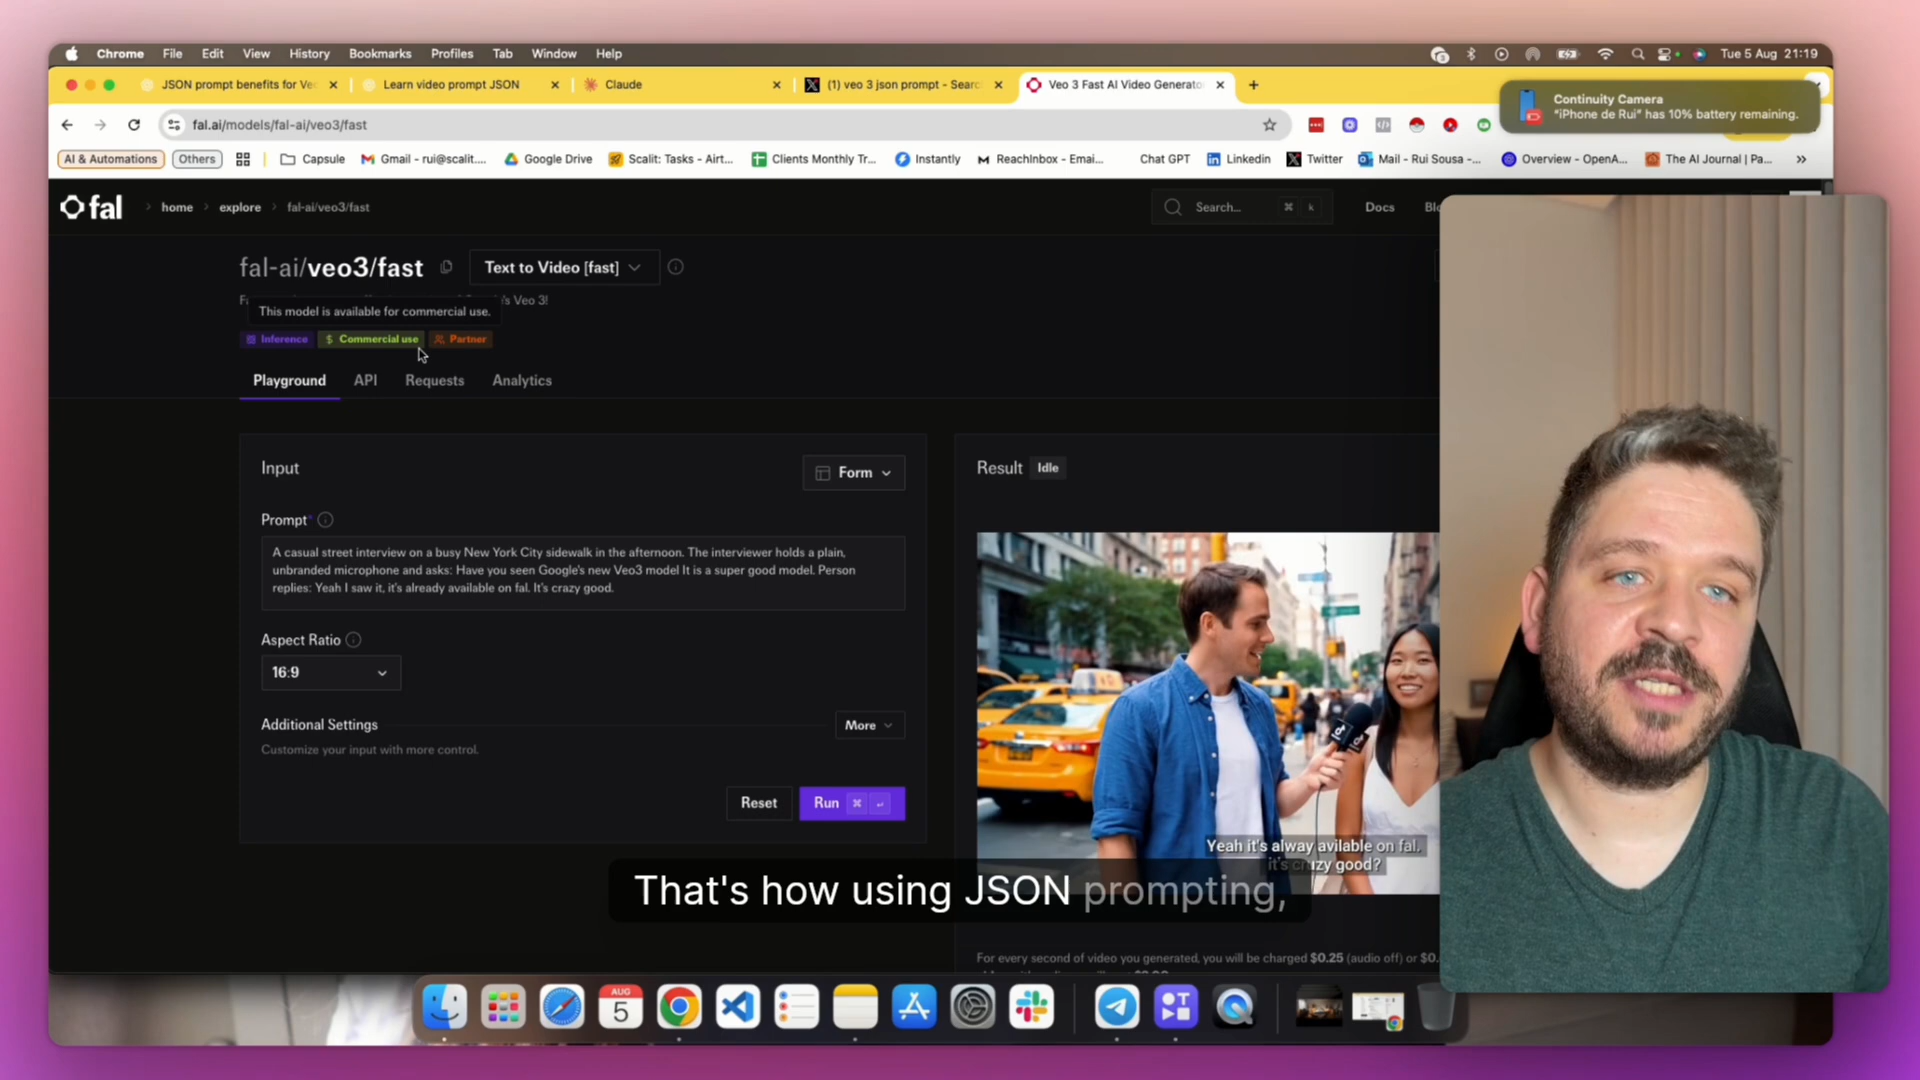 Chrome File Edit View History Bookmarks Profiles Tab Window Help
Tue 5 Aug 21:19
JSON prompt benefits for Ve
Learn video prompt JSON
Claude
(1) veo 3 json prompt - Searc
Veo 3 Fast AI Video Generato
Continuity Camera
"iPhone de Rui" has 10% battery remaining.
fal.ai/models/fal-ai/veo3/fast
AI & Automations
Others
Capsule
Gmail - rui@scalit....
Google Drive
Scalit: Tasks - Airt...
Clients Monthly Tr...
Instantly
ReachInbox - Emai...
Chat GPT
Linkedin
Twitter
Mail - Rui Sousa -...
Overview - OpenA...
The AI Journal | Pa...
fal
home
explore
fal-ai/veo3/fast
Search...
⌘ k
Docs
Blo
fal-ai/veo3/fast
Text to Video [fast]
Veo 3!
This model is available for commercial use.
Inference
$ Commercial use
Partner
Playground
API
Requests
Analytics
Input
Form
Prompt*
A casual street interview on a busy New York City sidewalk in the afternoon. The interviewer holds a plain,
unbranded microphone and asks: Have you seen Google's new Veo3 model It is a super good model. Person
replies: Yeah I saw it, it's already available on fal. It's crazy good.
Aspect Ratio
16:9
Additional Settings
More
Customize your input with more control.
Reset
Run ⌘
Result
Idle
Yeah it's alway avilable on fal.
it's crazy good?
That's how using JSON prompting,
For every second of video you generated, you will be charged $0.25 (audio off) or $0.
AUG
5